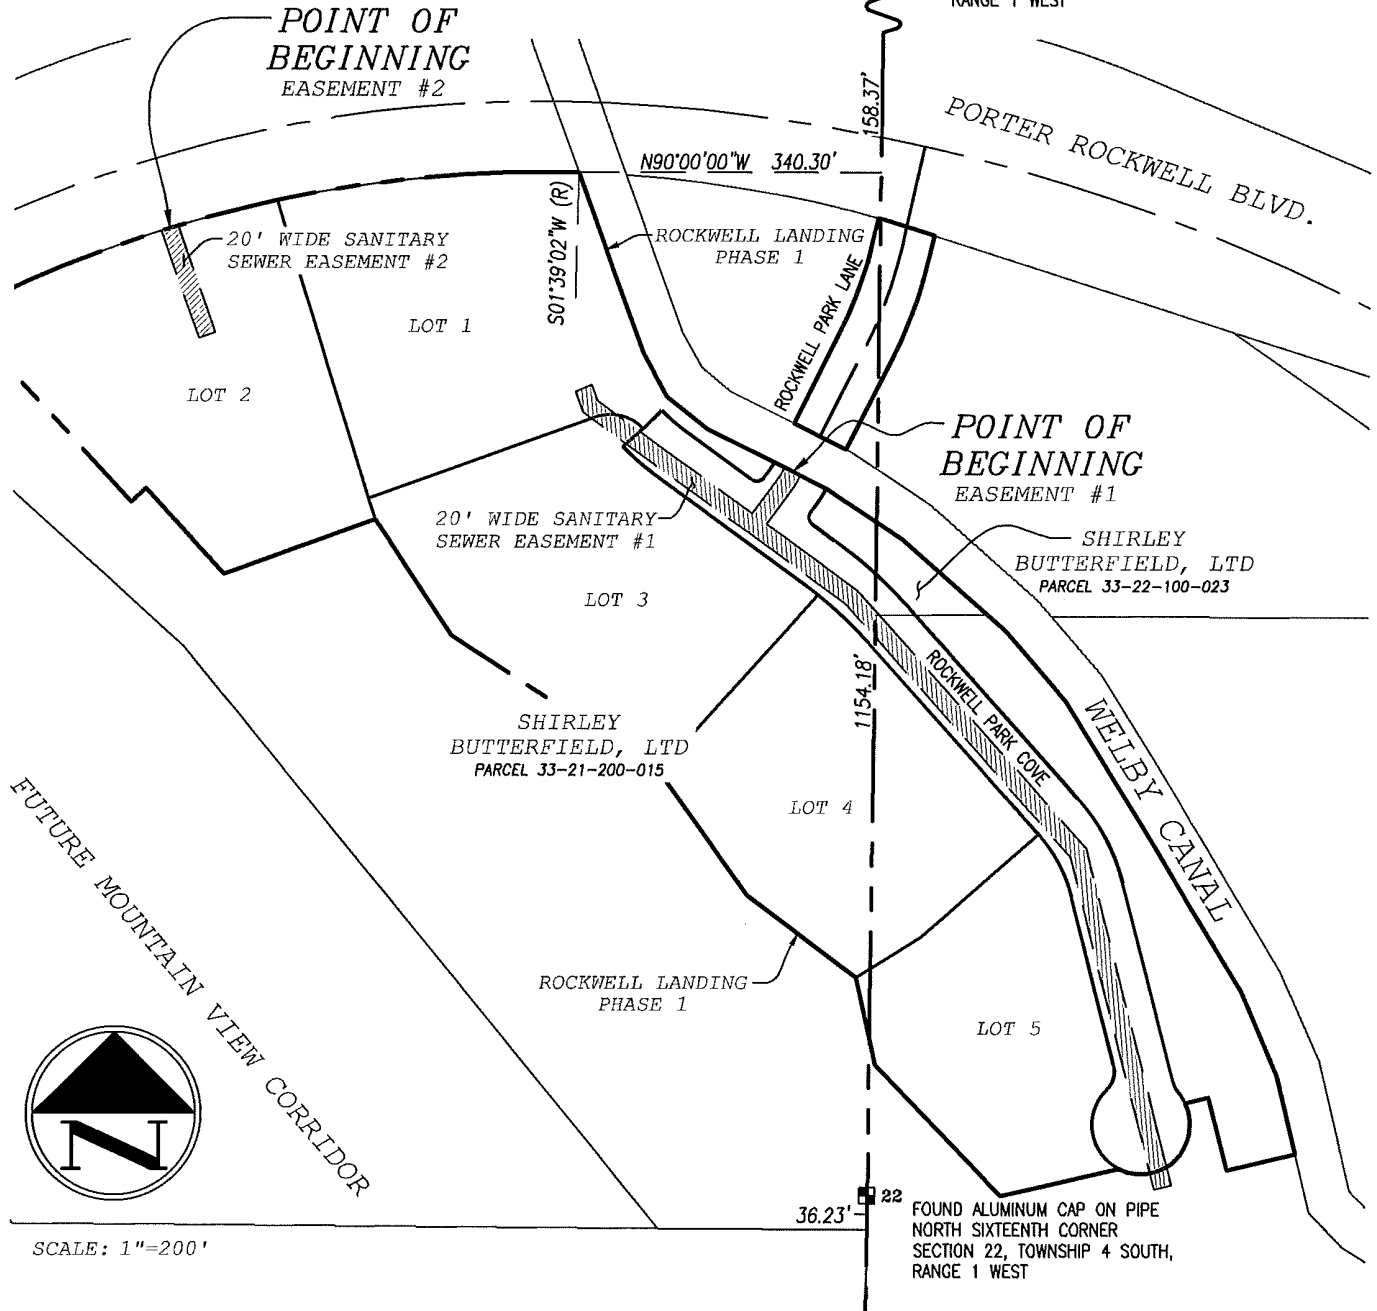 RANGE 1 WEST
POINT OF
BEGINNING
EASEMENT #2
158.37'
PORTER ROCKWELL BLVD.
N90°00'00"W 340.30'
S01°39'02"W (R)
20' WIDE SANITARY
SEWER EASEMENT #2
ROCKWELL LANDING
PHASE 1
ROCKWELL PARK LANE
LOT 1
LOT 2
POINT OF
BEGINNING
EASEMENT #1
20' WIDE SANITARY
SEWER EASEMENT #1
SHIRLEY
BUTTERFIELD, LTD
PARCEL 33-22-100-023
LOT 3
1154.18'
ROCKWELL PARK COVE
SHIRLEY
BUTTERFIELD, LTD
PARCEL 33-21-200-015
WELBY CANAL
LOT 4
FUTURE MOUNTAIN VIEW CORRIDOR
ROCKWELL LANDING
PHASE 1
LOT 5
N
22
36.23'
FOUND ALUMINUM CAP ON PIPE
NORTH SIXTEENTH CORNER
SECTION 22, TOWNSHIP 4 SOUTH,
RANGE 1 WEST
SCALE: 1"=200'